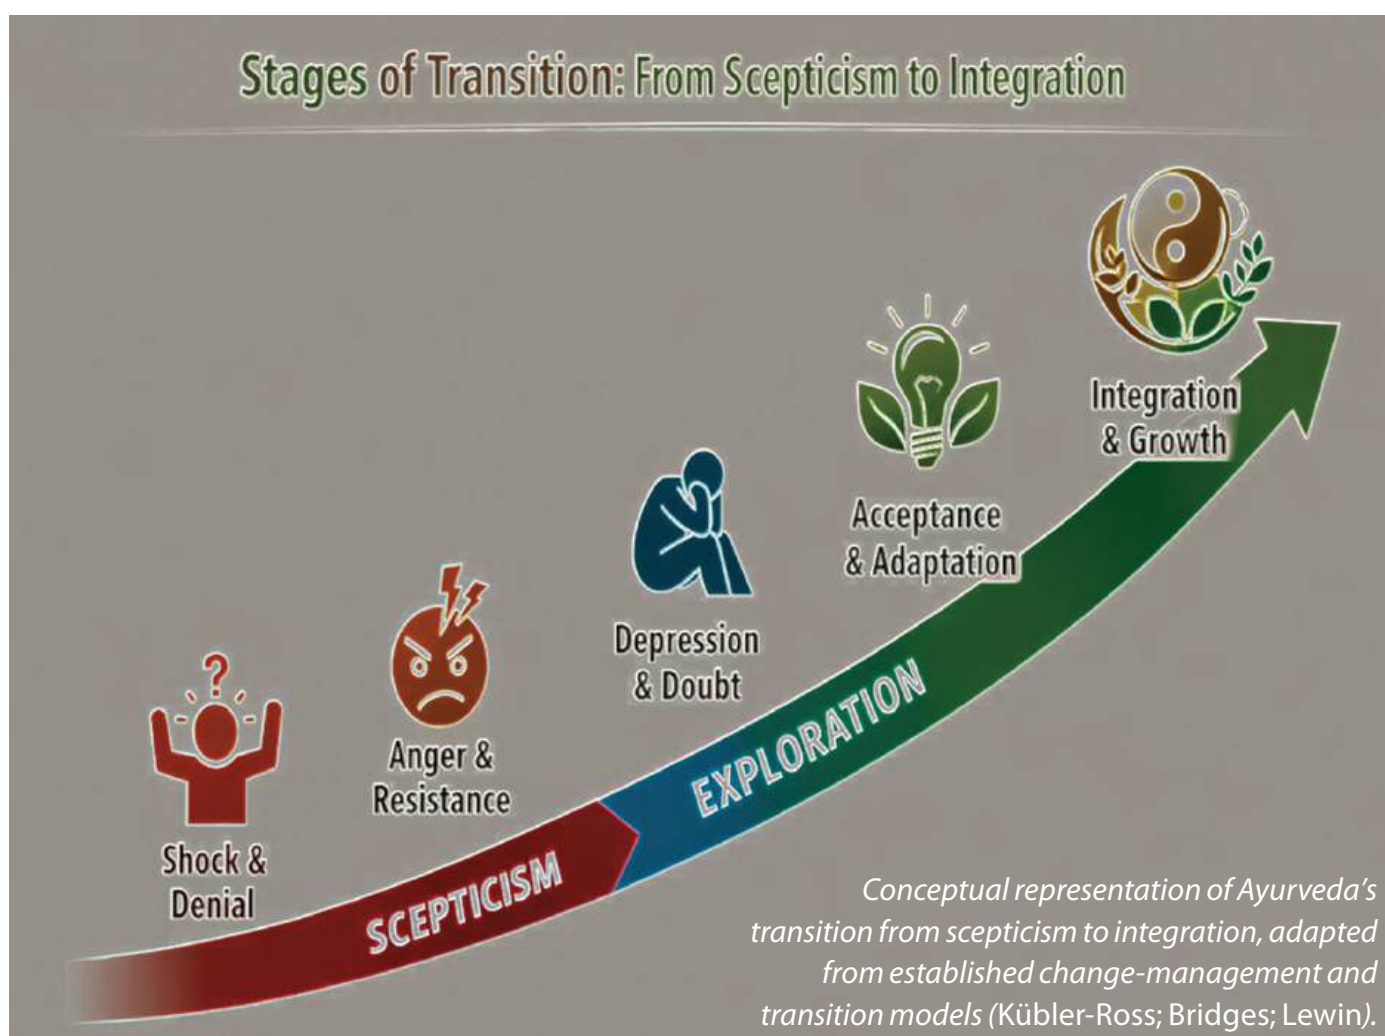 Stages of Transition: From Scepticism to Integration
Integration
& Growth
Acceptance
& Adaptation
Depression
& Doubt
Anger &
Resistance
Shock &
Denial
SCEPTICISM
EXPLORATION
?
Conceptual representation of Ayurveda’s
transition from scepticism to integration, adapted
from established change-management and
transition models (Kübler-Ross; Bridges; Lewin).